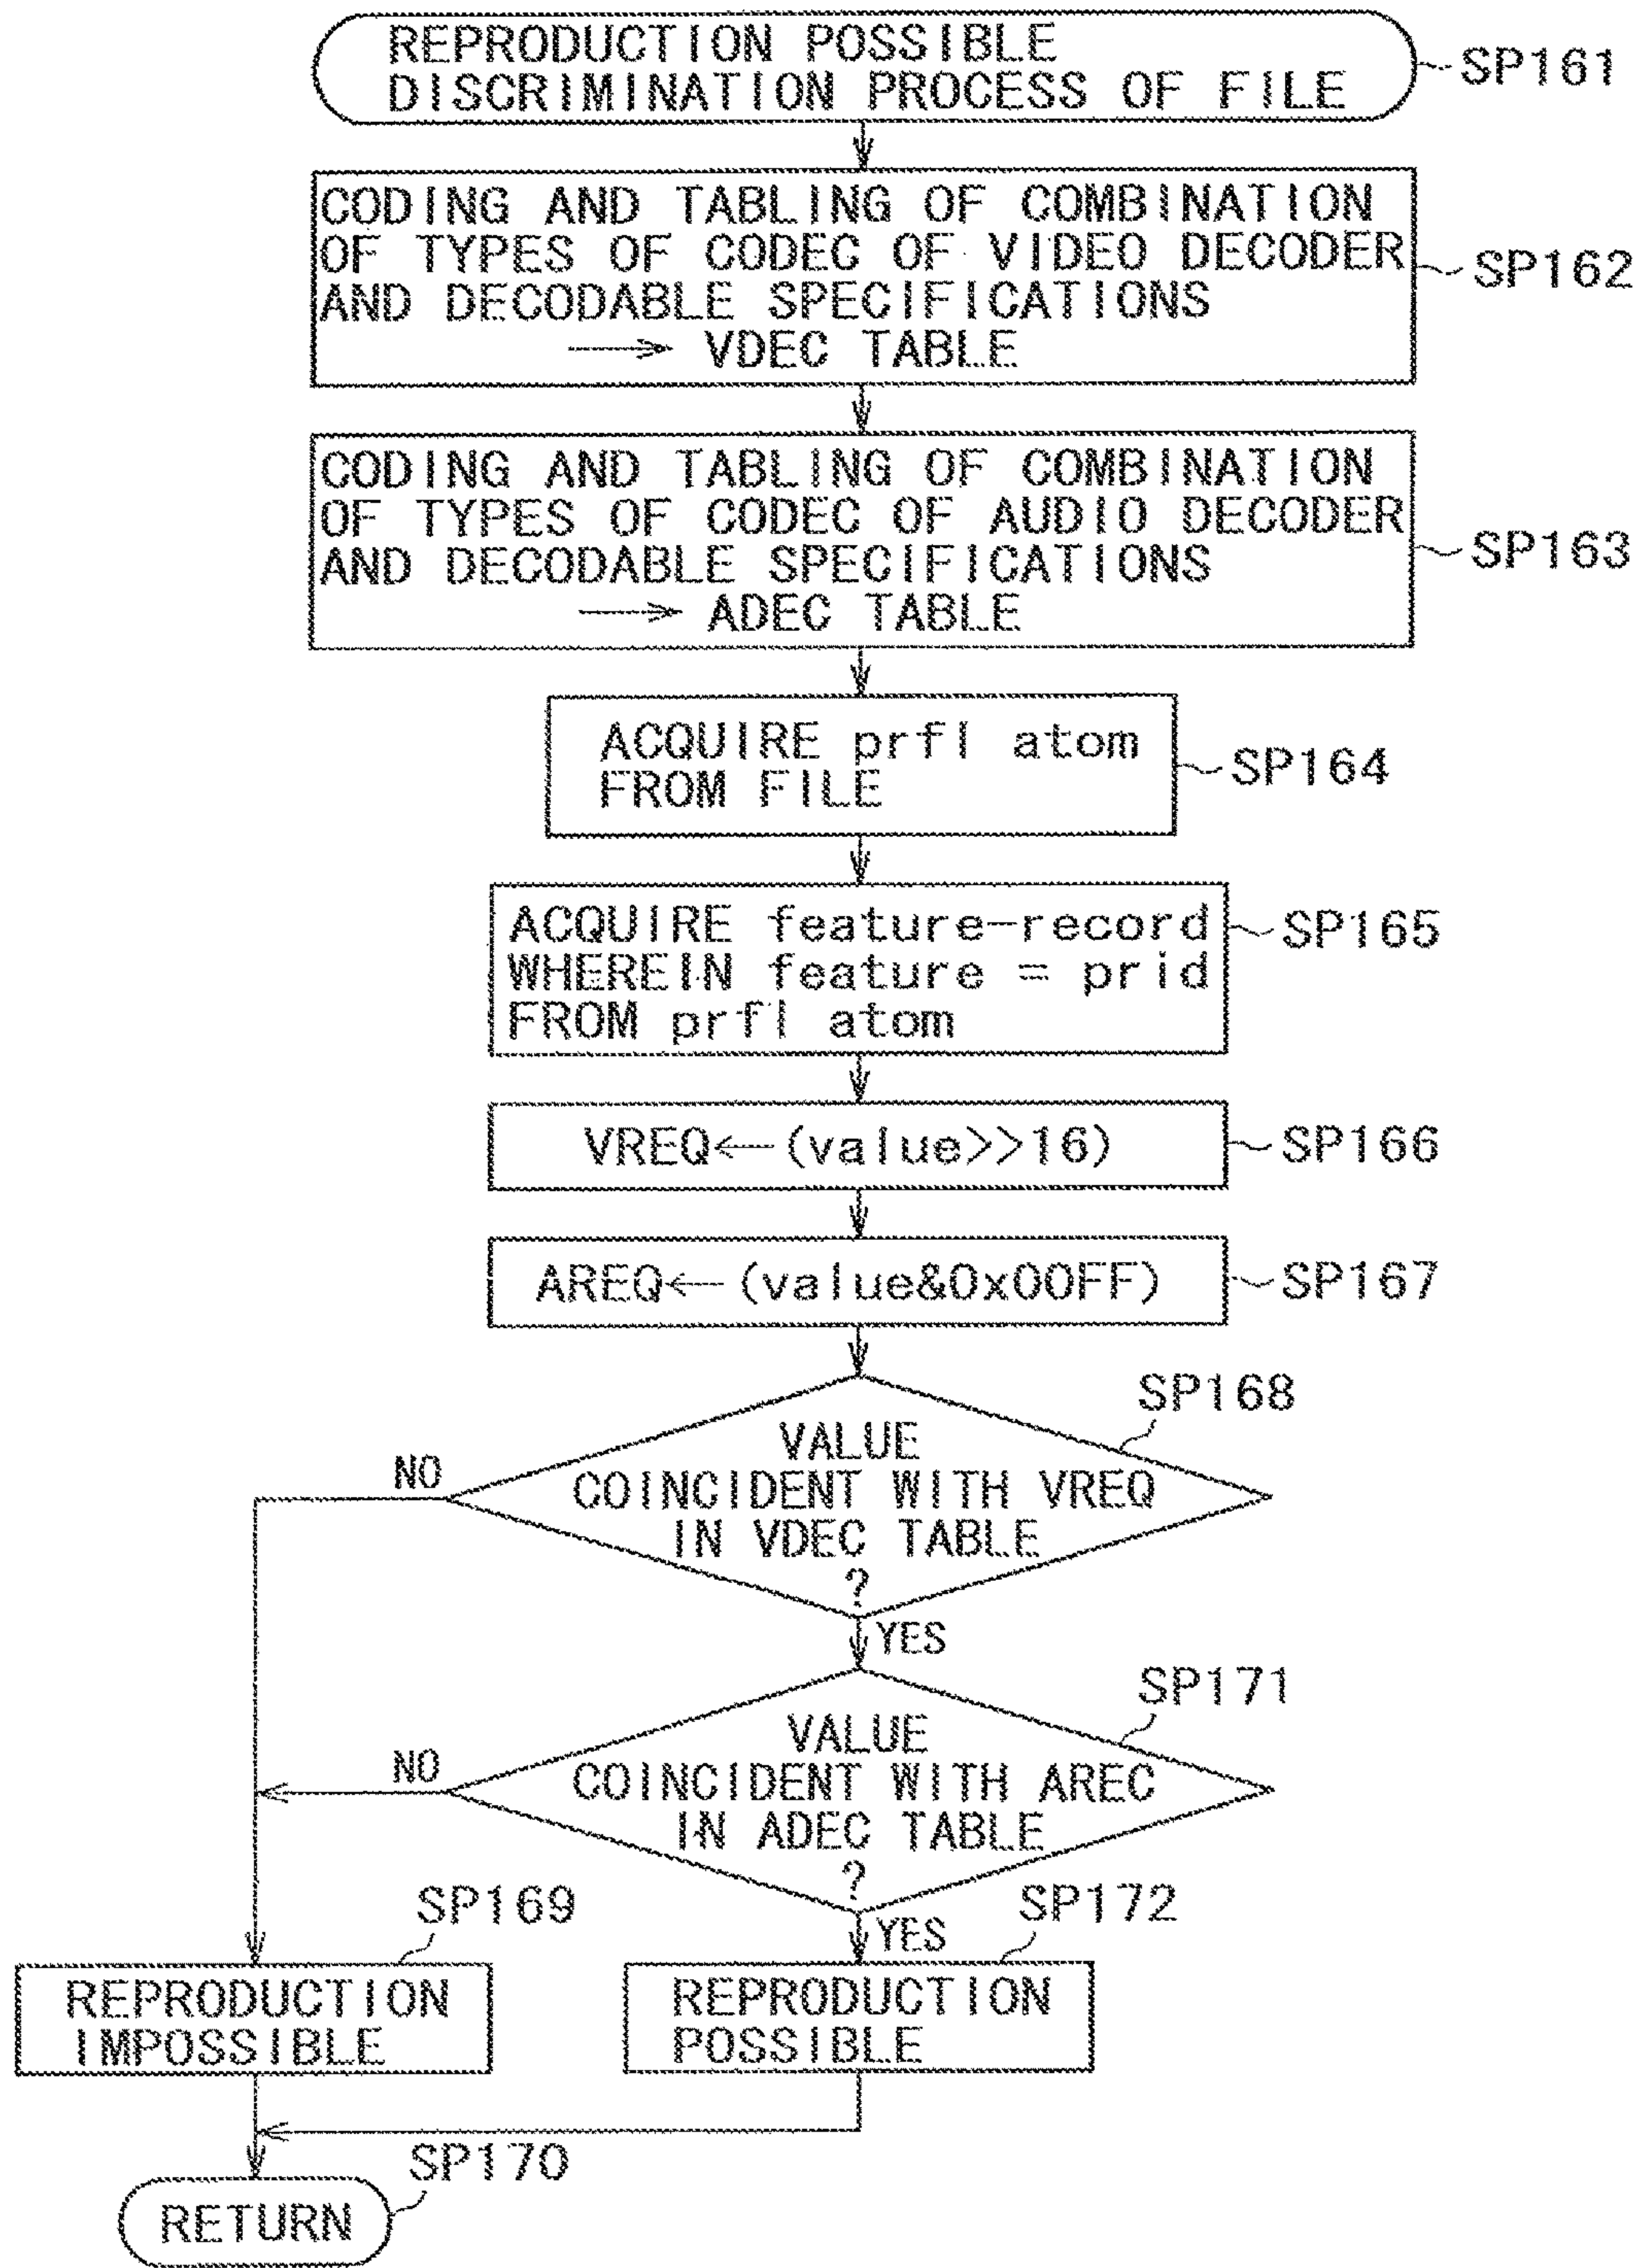 REPRODUCTION POSSIBLE
DISCRIMINATION PROCESS OF FILE
SP161
CODING AND TABLING OF COMBINATION
OF TYPES OF CODEC OF VIDEO DECODER
AND DECODABLE SPECIFICATIONS
→ VDEC TABLE
SP162
CODING AND TABLING OF COMBINATION
OF TYPES OF CODEC OF AUDIO DECODER
AND DECODABLE SPECIFICATIONS
→ ADEC TABLE
SP163
ACQUIRE prfl atom
FROM FILE
SP164
ACQUIRE feature-record
WHEREIN feature = prid
FROM prfl atom
SP165
VREQ←(value>>16)
SP166
AREQ←(value&0x00FF)
SP167
SP168
VALUE
COINCIDENT WITH VREQ
IN VDEC TABLE
?
NO
YES
SP171
VALUE
COINCIDENT WITH AREC
IN ADEC TABLE
?
NO
YES
SP169
REPRODUCTION
IMPOSSIBLE
SP172
REPRODUCTION
POSSIBLE
SP170
RETURN